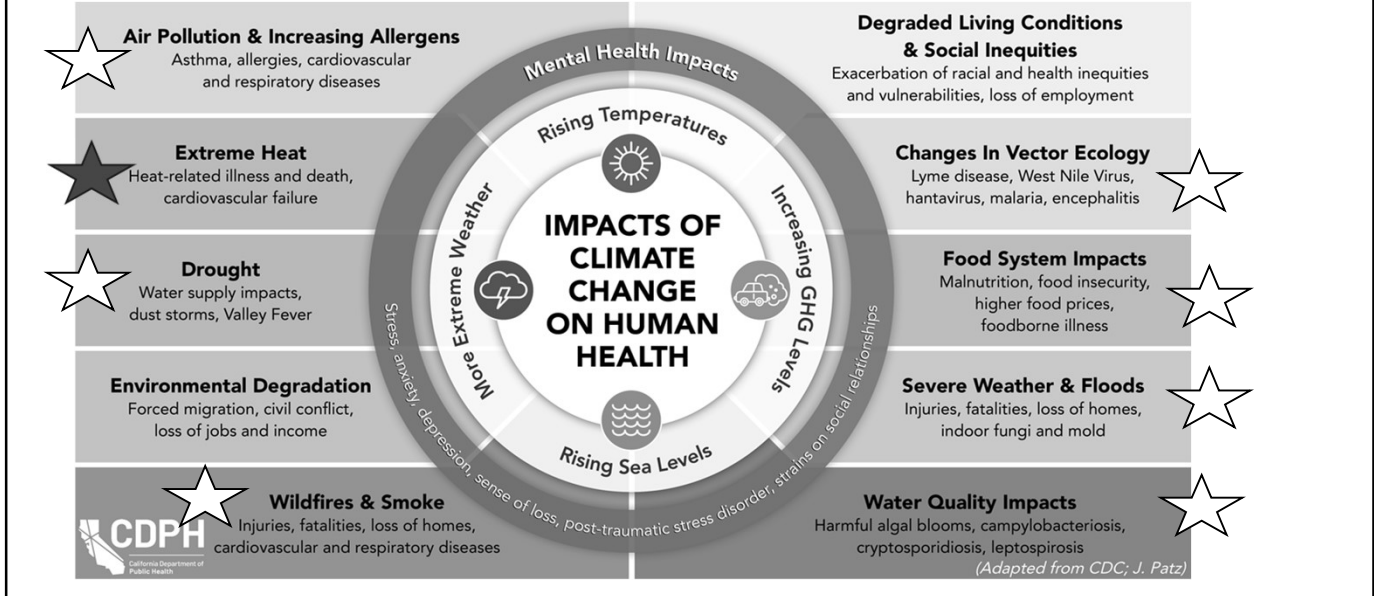 Air Pollution & Increasing Allergens
Asthma, allergies, cardiovascular
and respiratory diseases
Extreme Heat
Heat-related illness and death,
cardiovascular failure
Drought
Water supply impacts,
dust storms, Valley Fever
Environmental Degradation
Forced migration, civil conflict,
loss of jobs and income
Wildfires & Smoke
Injuries, fatalities, loss of homes,
cardiovascular and respiratory diseases
CDPH
California Department of
Public Health
Mental Health Impacts
Stress, anxiety, depression, sense of loss, post-traumatic stress disorder, strains on social relationships
Rising Temperatures
More Extreme Weather
Increasing GHG Levels
Rising Sea Levels
IMPACTS OF
CLIMATE
CHANGE
ON HUMAN
HEALTH
Degraded Living Conditions
& Social Inequities
Exacerbation of racial and health inequities
and vulnerabilities, loss of employment
Changes In Vector Ecology
Lyme disease, West Nile Virus,
hantavirus, malaria, encephalitis
Food System Impacts
Malnutrition, food insecurity,
higher food prices,
foodborne illness
Severe Weather & Floods
Injuries, fatalities, loss of homes,
indoor fungi and mold
Water Quality Impacts
Harmful algal blooms, campylobacteriosis,
cryptosporidiosis, leptospirosis
(Adapted from CDC; J. Patz)